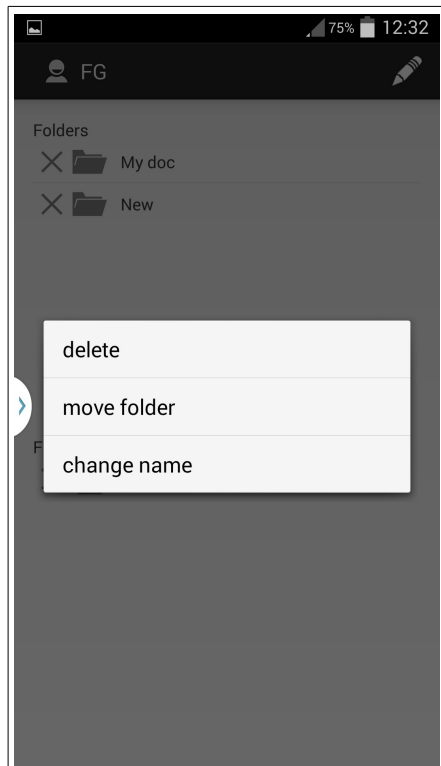 75% 12:32
FG
Folders
My doc
New
delete
move folder
change name